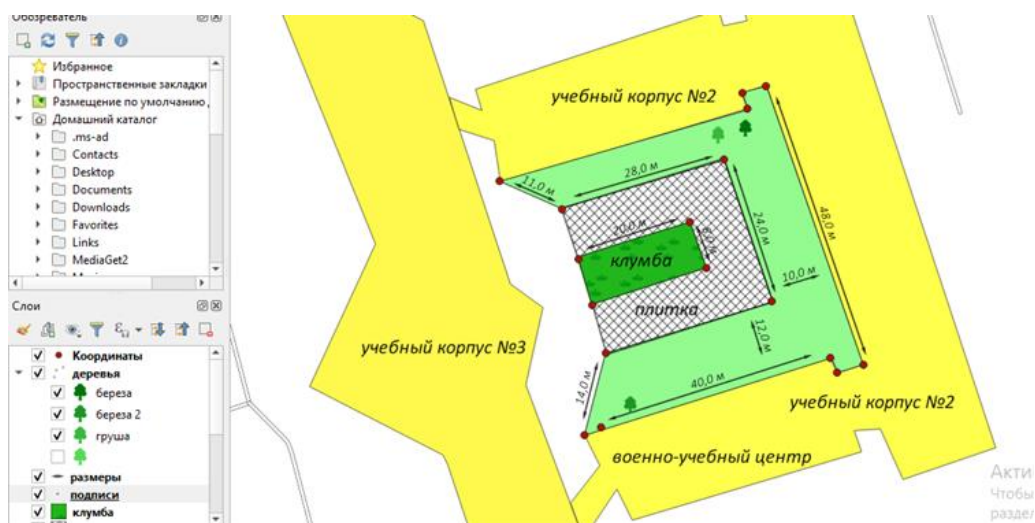 Обозреватель
Избранное
Пространственные закладки
Размещение по умолчанию
Домашний каталог
.ms-ad
Contacts
Desktop
Documents
Downloads
Favorites
Links
MediaGet2
Слои
Координаты
деревья
береза
береза 2
груша
размеры
подписи
клумба
учебный корпус №2
11,0 м
28,0 м
48,0 м
24,0 м
20,0 м
клумба
10,0 м
плитка
12,0 м
учебный корпус №3
14,0 м
40,0 м
учебный корпус №2
военно-учебный центр
Акти
Чтобы
раздел